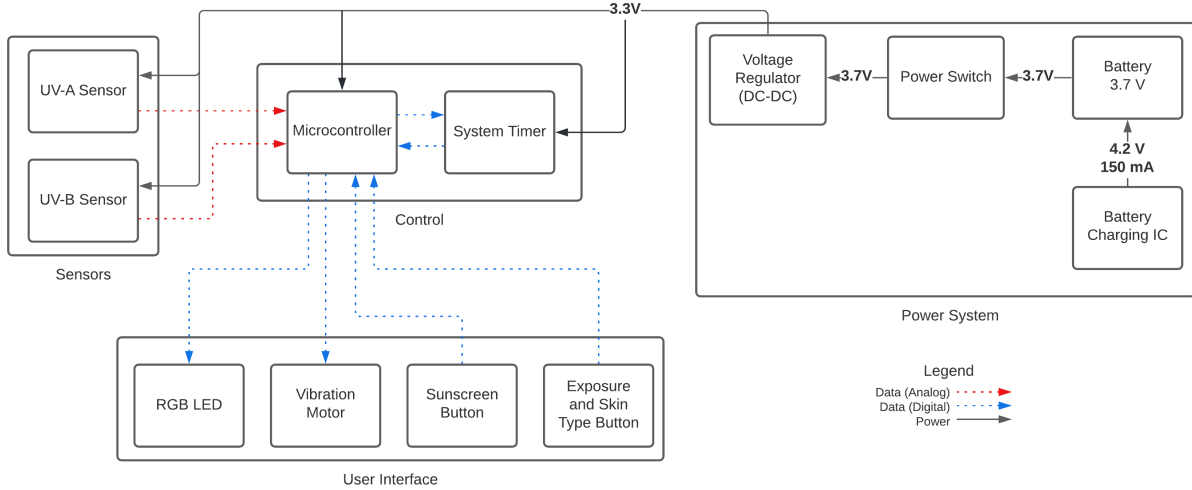 3.3V
UV-A Sensor
UV-B Sensor
Sensors
Microcontroller
System Timer
Control
Voltage
Regulator
(DC-DC)
3.7V
Power Switch
3.7V
Battery
3.7 V
4.2 V
150 mA
Battery
Charging IC
Power System
RGB LED
Vibration
Motor
Sunscreen
Button
Exposure
and Skin
Type Button
User Interface
Legend
Data (Analog)
Data (Digital)
Power